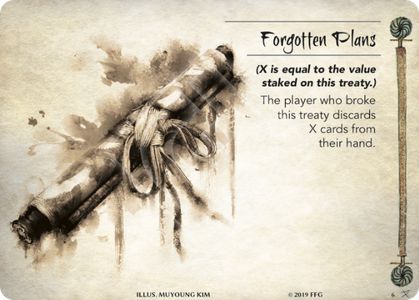 Forgotten Plans
(X is equal to the value
staked on this treaty.)
The player who broke
this treaty discards
X cards from
their hand.
ILLUS. MUYOUNG KIM
© 2019 FFG
6